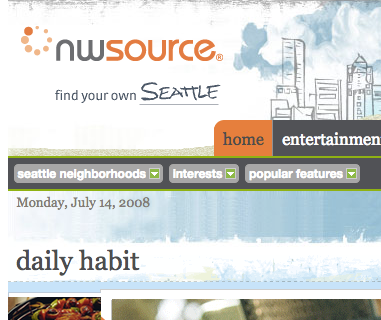 nwsource®
find your own SEATTLE
home entertainmen
seattle neighborhoods interests popular features
Monday, July 14, 2008
daily habit